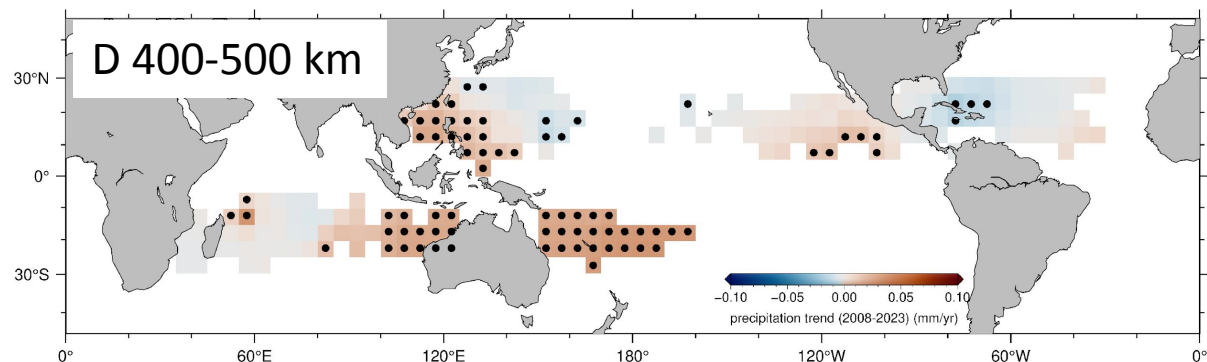 D 400-500 km
30°N
0°
30°S
−0.10 −0.05 0.00 0.05 0.10
precipitation trend (2008-2023) (mm/yr)
0° 60°E 120°E 180° 120°W 60°W 0°